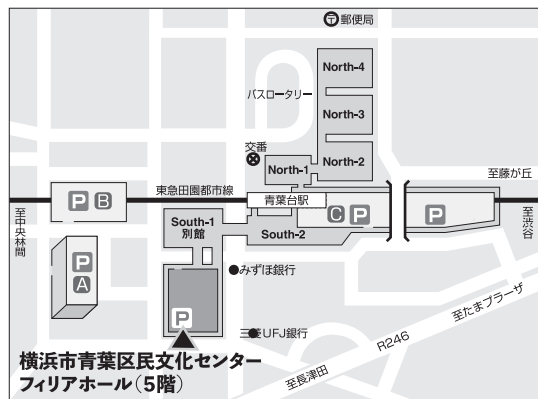 〒郵便局
North-4
バスロータリー
North-3
交番
North-1
North-2
至藤が丘
東急田園都市線
青葉台駅
P B
C P
P
至中央林間
至渋谷
South-1
別館
South-2
P
A
みずほ銀行
P
三菱UFJ銀行
至たまプラーザ
R246
至長津田
横浜市青葉区民文化センター
フィリアホール(5階)